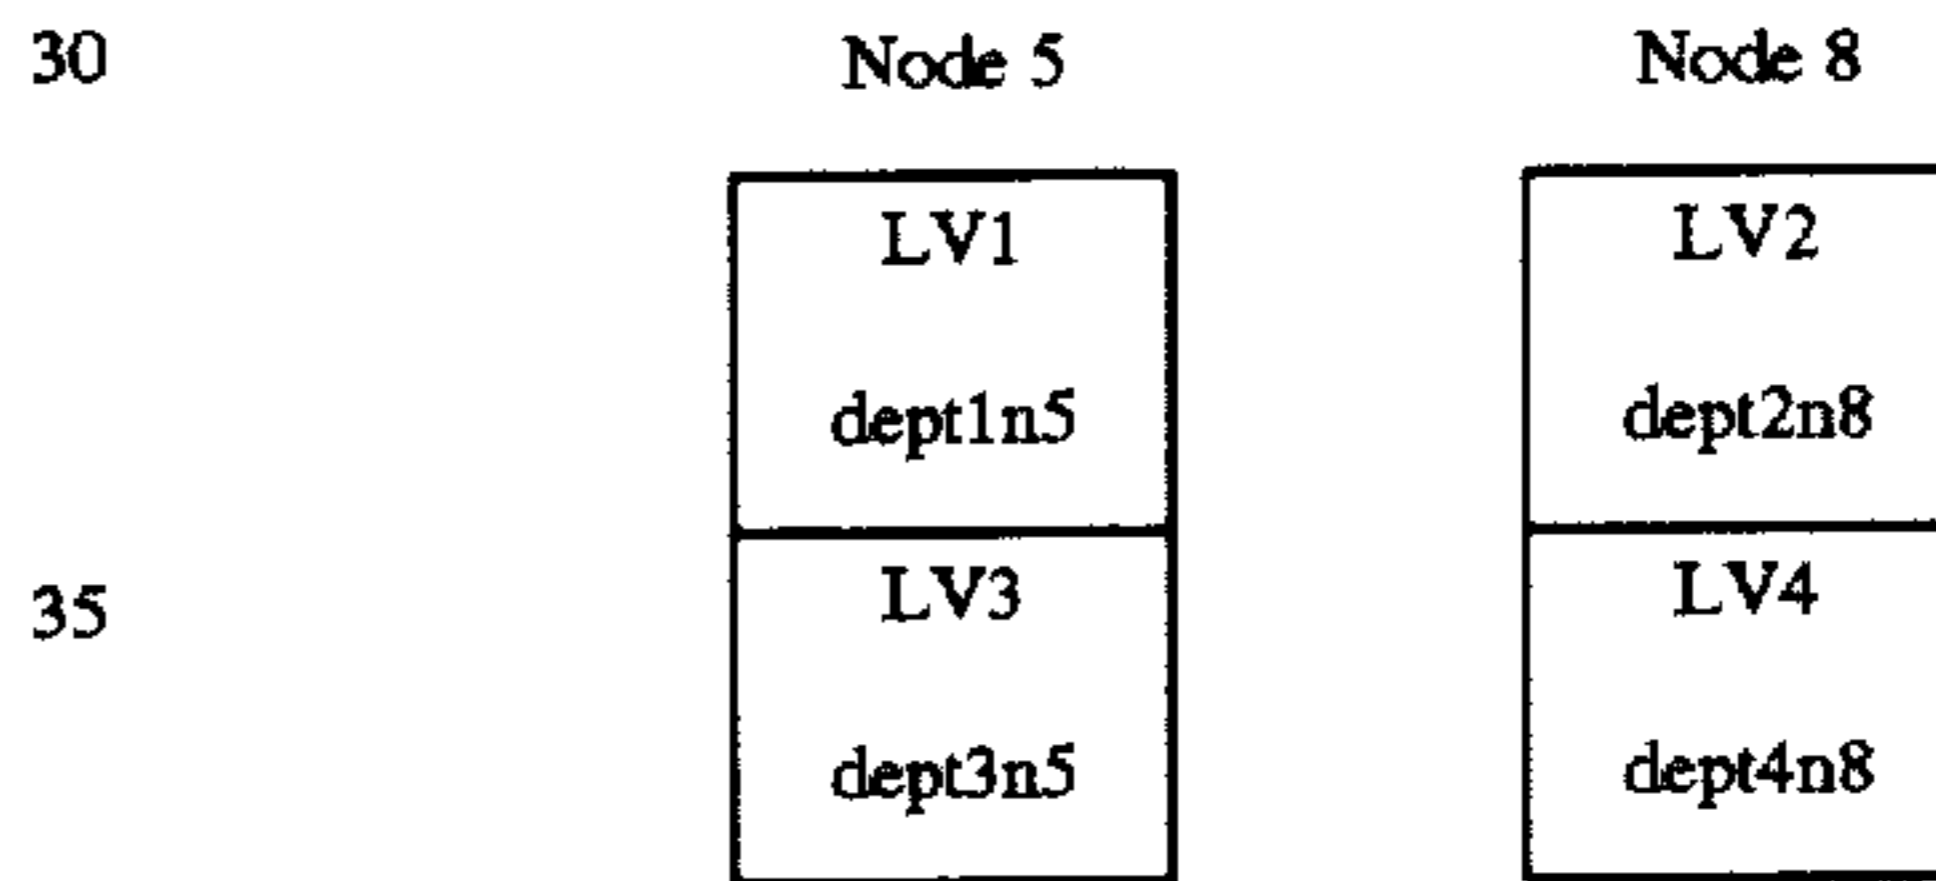 30 Node 5 Node 8
LV1 LV2
dept1n5 dept2n8
35 LV3 LV4
dept3n5 dept4n8